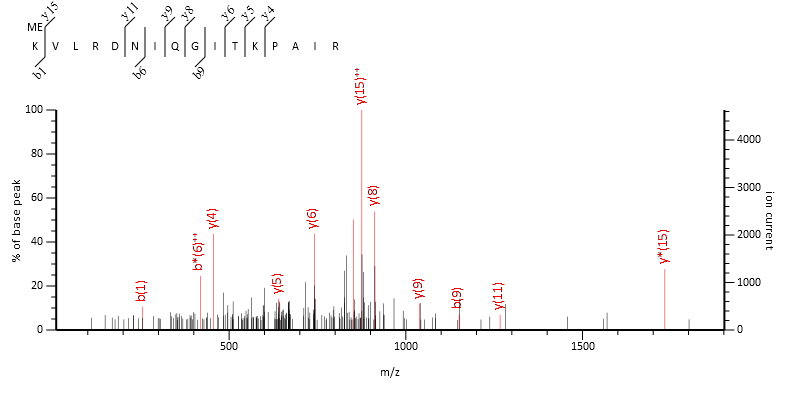 y15 y11 y9 y8 y6 y5 y4
ME
K V L R D N I Q G I T K P A I R
b1 b6 b9
y(15)++
100
80
60
40
20
0
% of base peak
4000
3000
2000
1000
0
ion current
b(1)
b*(6)++
y(4)
y(5)
y(6)
y(8)
y(9)
b(9)
y(11)
y*(15)
500 1000 1500
m/z